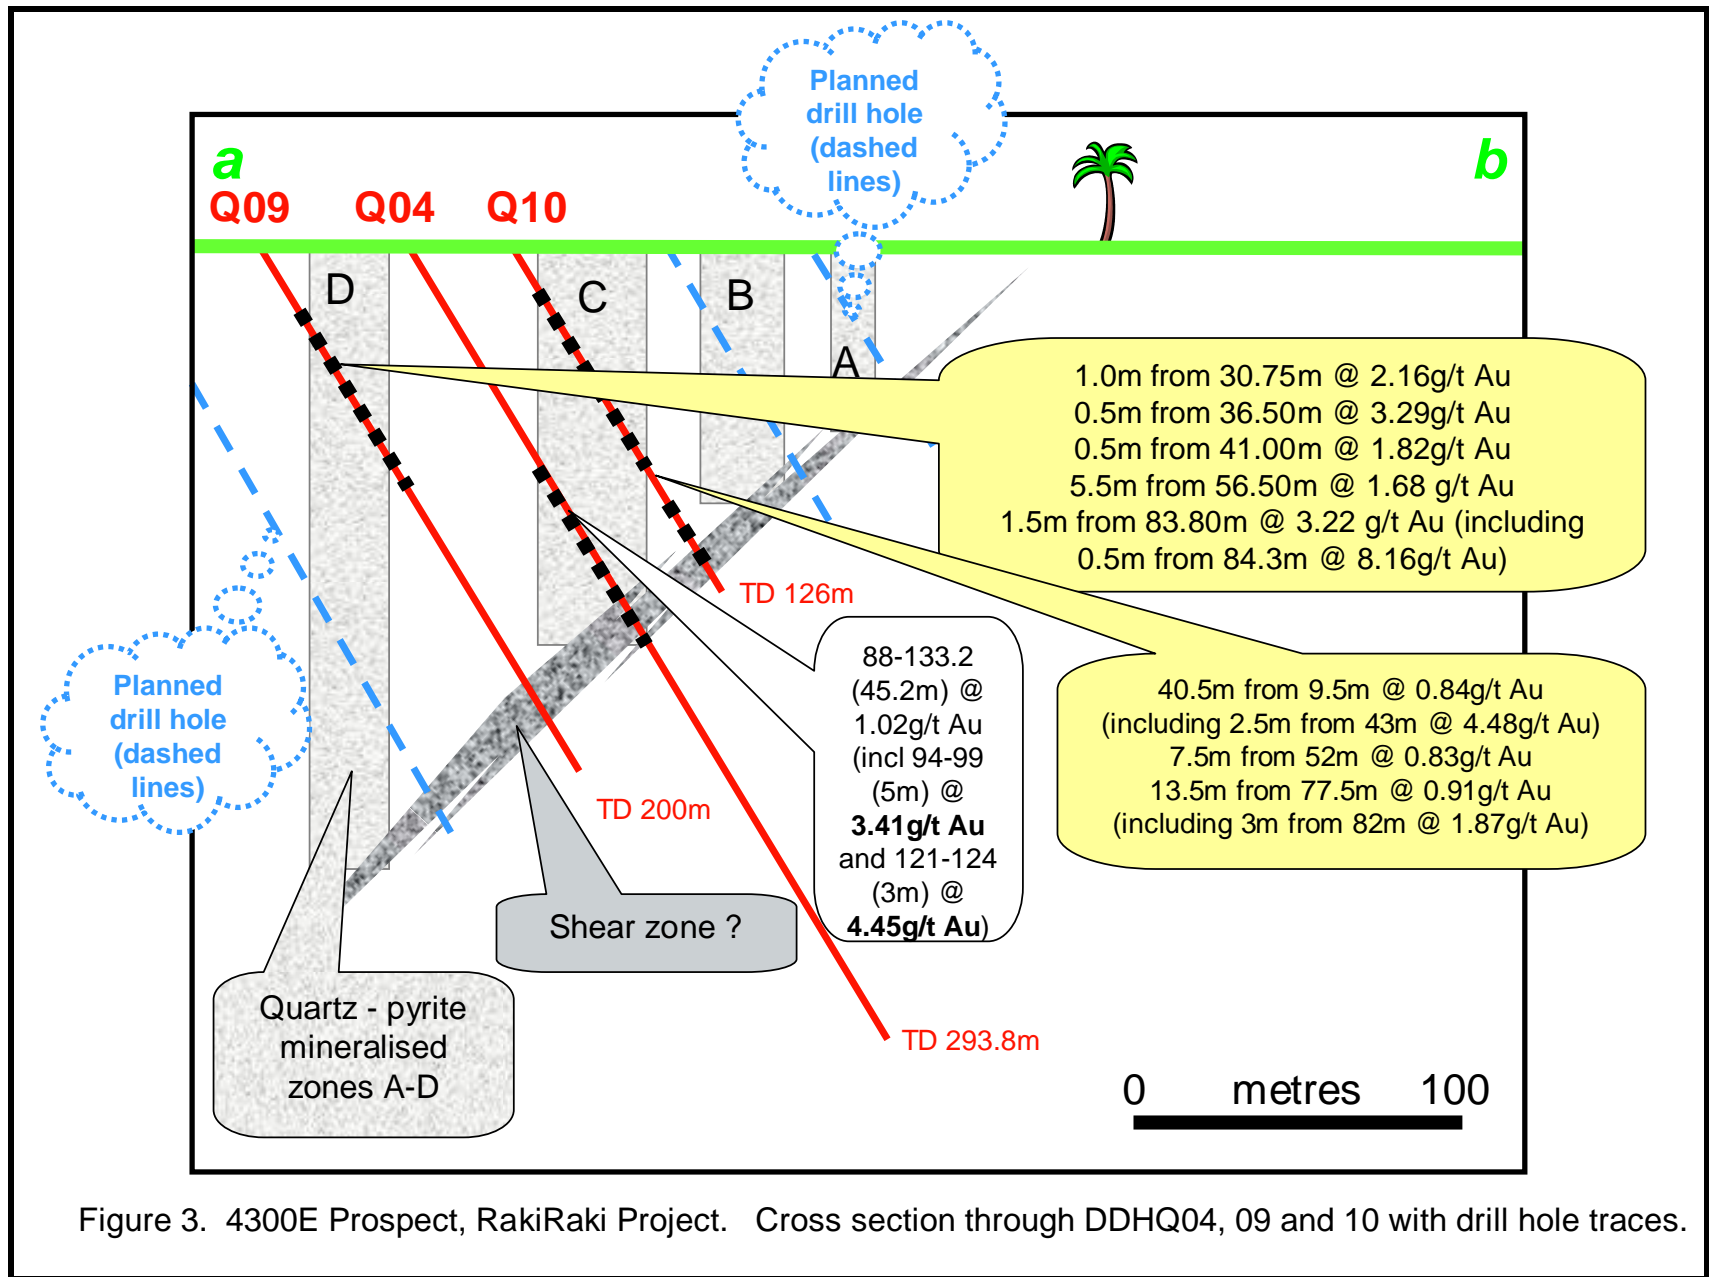 Planned
drill hole
(dashed
lines)
a
b
Q09 Q04 Q10
D
C
B
A
1.0m from 30.75m @ 2.16g/t Au
0.5m from 36.50m @ 3.29g/t Au
0.5m from 41.00m @ 1.82g/t Au
5.5m from 56.50m @ 1.68 g/t Au
1.5m from 83.80m @ 3.22 g/t Au (including
0.5m from 84.3m @ 8.16g/t Au)
TD 126m
88-133.2
(45.2m) @
1.02g/t Au
(incl 94-99
(5m) @
3.41g/t Au
and 121-124
(3m) @
4.45g/t Au)
40.5m from 9.5m @ 0.84g/t Au
(including 2.5m from 43m @ 4.48g/t Au)
7.5m from 52m @ 0.83g/t Au
13.5m from 77.5m @ 0.91g/t Au
(including 3m from 82m @ 1.87g/t Au)
Planned
drill hole
(dashed
lines)
TD 200m
Shear zone ?
Quartz - pyrite
mineralised
zones A-D
TD 293.8m
0 metres 100
Figure 3. 4300E Prospect, RakiRaki Project. Cross section through DDHQ04, 09 and 10 with drill hole traces.